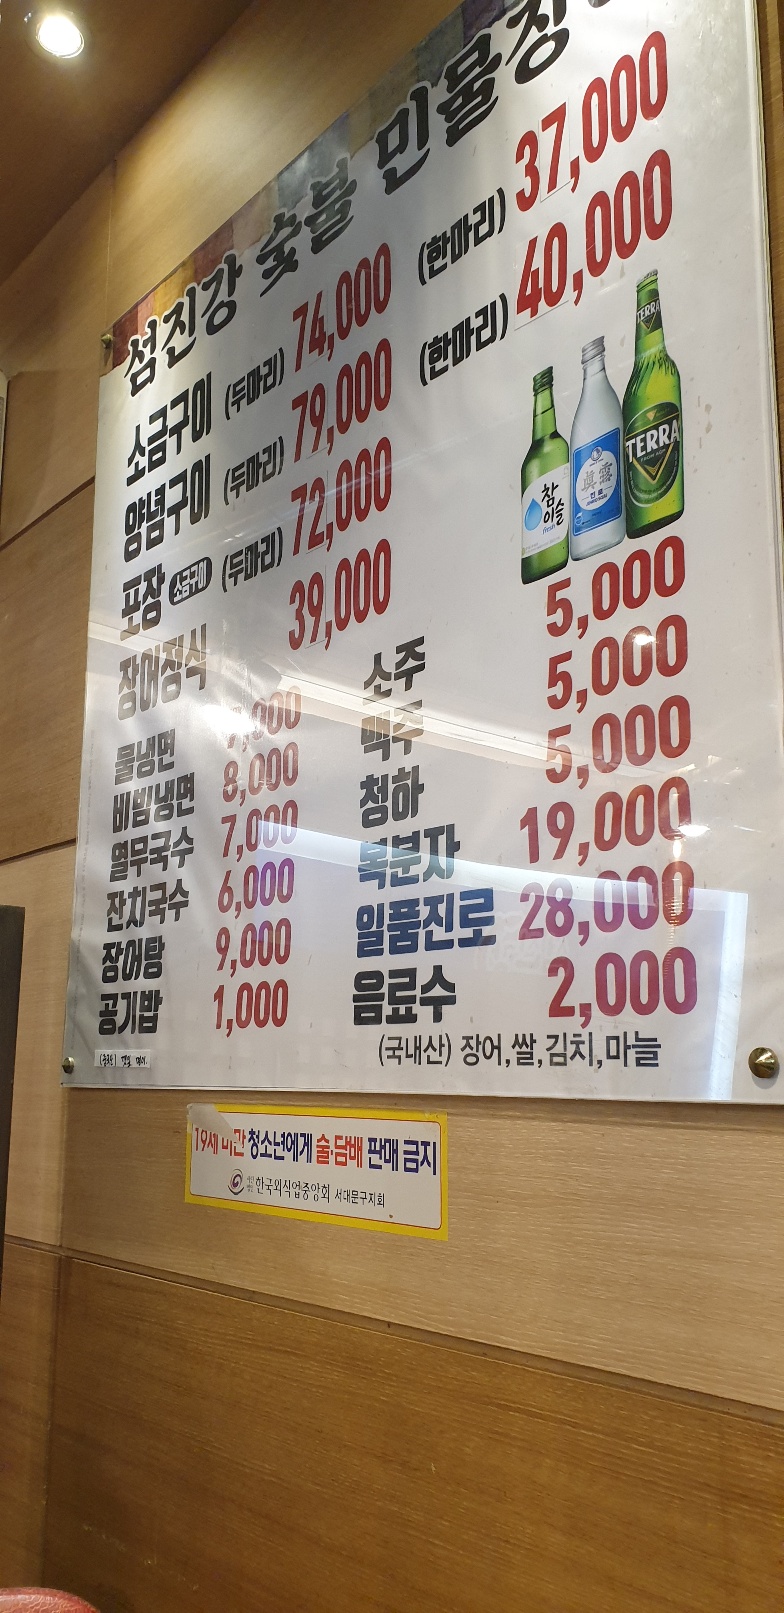 섬진강 숯불 민물장
소금구이 (두마리) 74,000 (한마리) 37,000
양념구이 (두마리) 79,000 (한마리) 40,000
포장 소금구이 (두마리) 72,000
장어정식 39,000
물냉면 7,000
비빔냉면 8,000
열무국수 7,000
잔치국수 6,000
장어탕 9,000
공기밥 1,000
참이슬
fresh
眞露
진로
TERRA
TERRA
소주 5,000
맥주 5,000
청하 5,000
복분자 19,000
일품진로 28,000
음료수 2,000
(국내산) 장어,쌀,김치,마늘
19세 미만 청소년에게 술·담배 판매 금지
한국외식업중앙회 서대문구지회